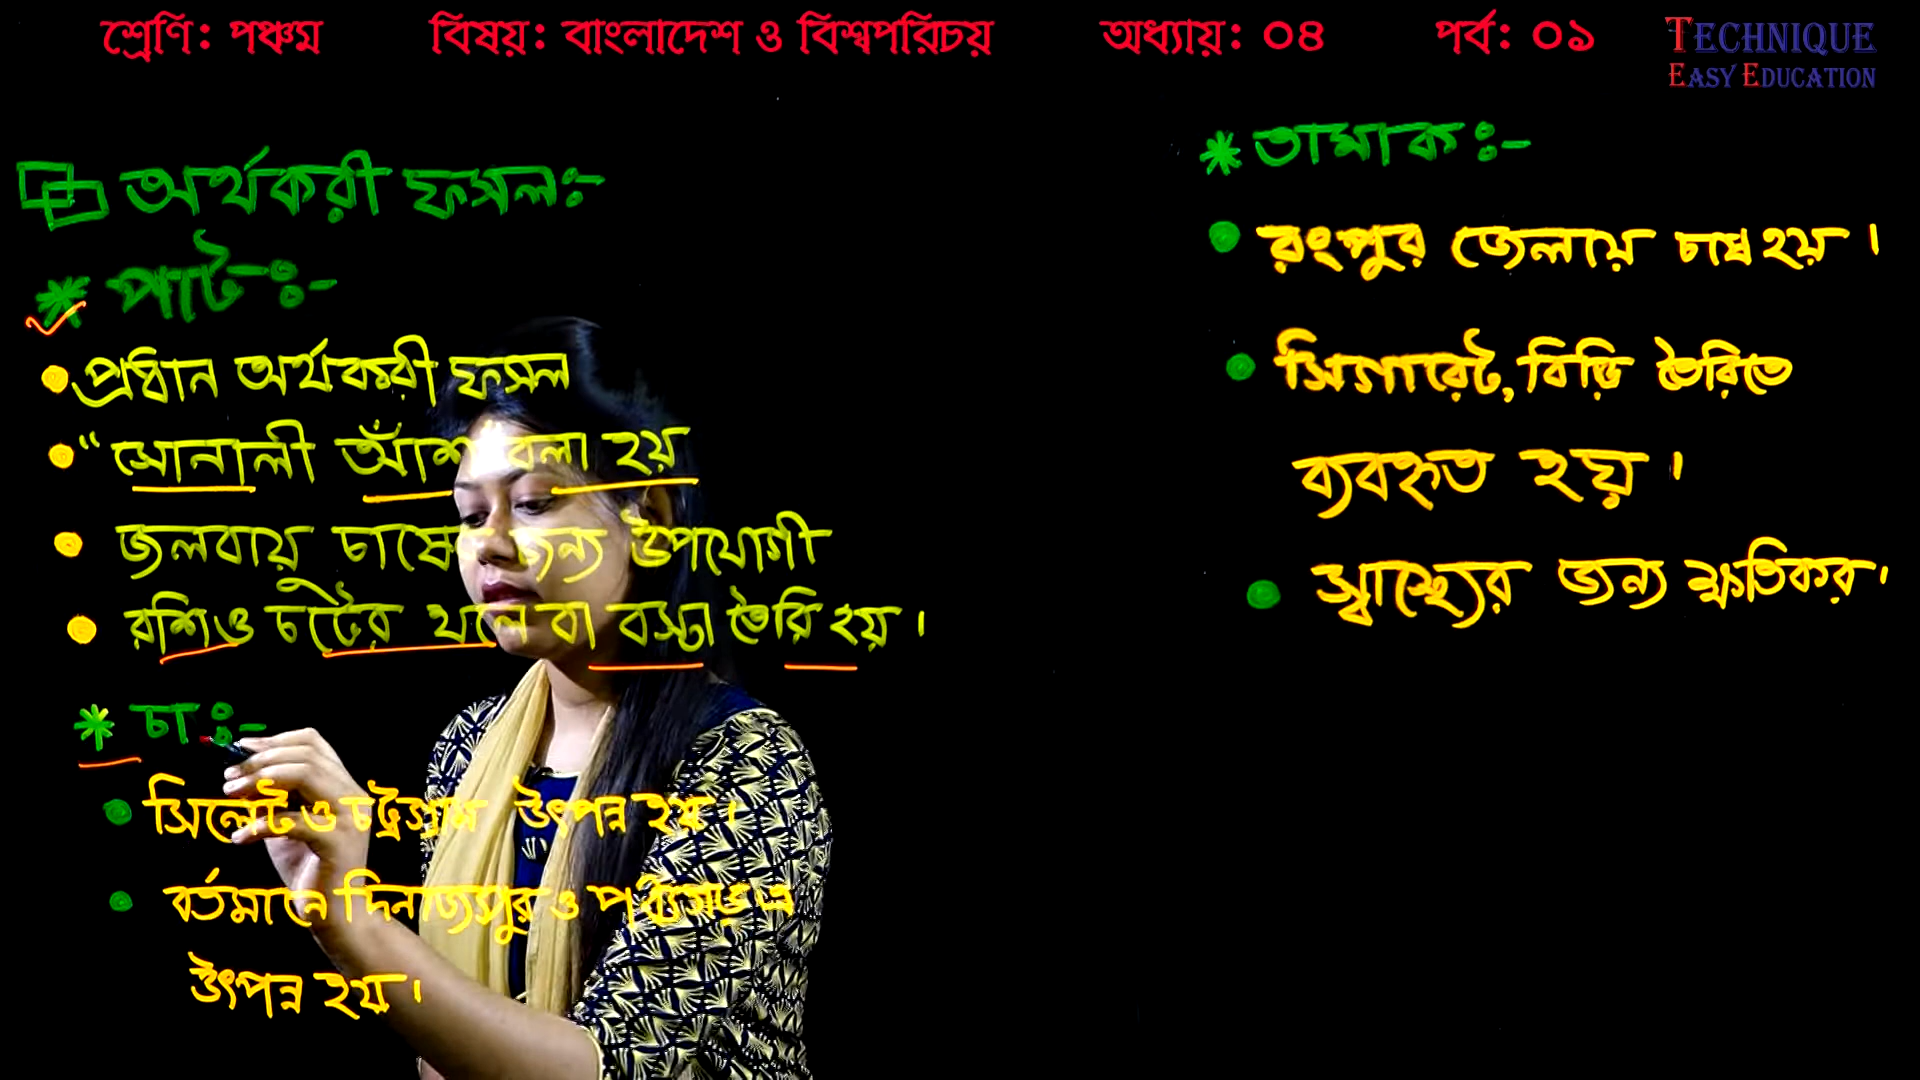 শ্রেণি: পঞ্চম বিষয়: বাংলাদেশ ও বিশ্বপরিচয় অধ্যায়: ০৪ পর্ব: ০১
TECHNIQUE
EASY EDUCATION
অর্থকরী ফসল:-
* পাট:-
প্রধান অর্থকরী ফসল
"সোনালী আঁশ বলা হয়
জলবায়ু চাষের জন্য উপযোগী
রশি ও চটের থলে বা বস্তা তৈরি হয়।
* চা:-
সিলেট ও চট্রগ্রাম উৎপন্ন হয়।
বর্তমানে দিনাজপুর ও পঞ্চগড় এ
উৎপন্ন হয়।
* তামাক:-
রংপুর জেলায় চাষ হয়।
সিগারেট, বিড়ি তৈরিতে
ব্যবহৃত হয়।
স্বাস্থ্যের জন্য ক্ষতিকর।